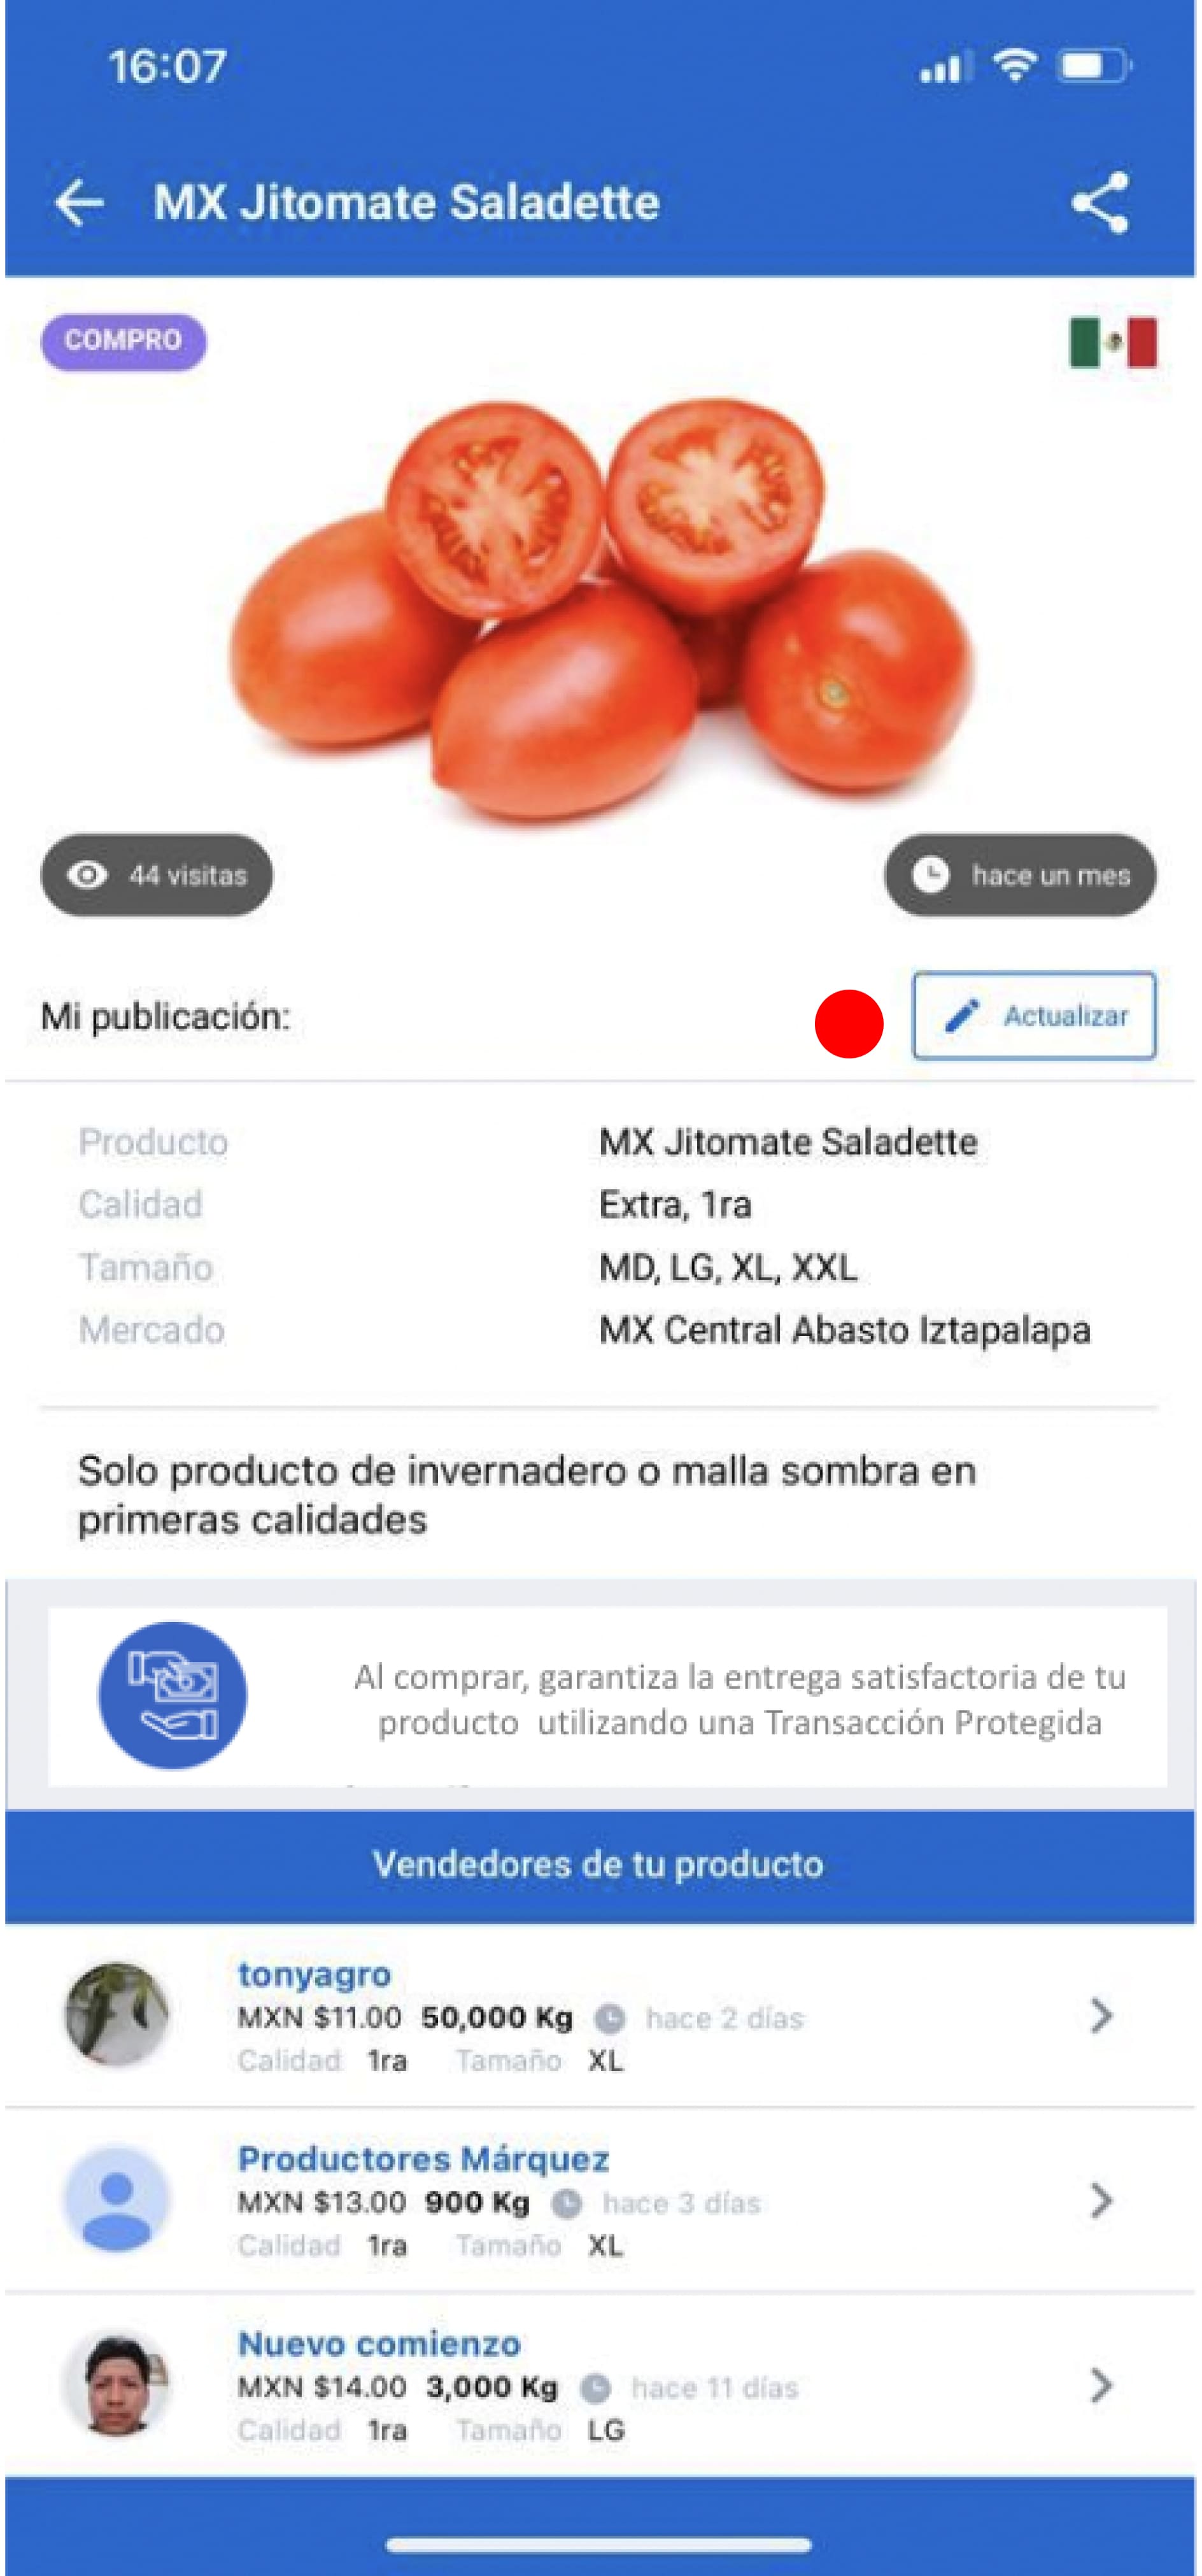 16:07
MX Jitomate Saladette
COMPRO
44 visitas
hace un mes
Mi publicación:
Actualizar
Producto MX Jitomate Saladette
Calidad Extra, 1ra
Tamaño MD, LG, XL, XXL
Mercado MX Central Abasto Iztapalapa
Solo producto de invernadero o malla sombra en
primeras calidades
Al comprar, garantiza la entrega satisfactoria de tu
producto utilizando una Transacción Protegida
Vendedores de tu producto
tonyagro
MXN $11.00 50,000 Kg hace 2 días
Calidad 1ra Tamaño XL
Productores Márquez
MXN $13.00 900 Kg hace 3 días
Calidad 1ra Tamaño XL
Nuevo comienzo
MXN $14.00 3,000 Kg hace 11 días
Calidad 1ra Tamaño LG